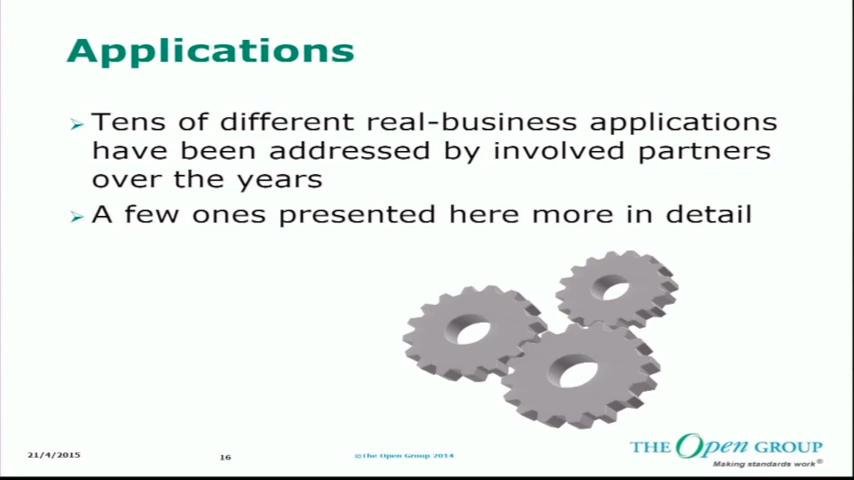 Applications
Tens of different real-business applications
have been addressed by involved partners
over the years
A few ones presented here more in detail
21/4/2015
16
©The Open Group 2014
THE Open GROUP
Making standards work®